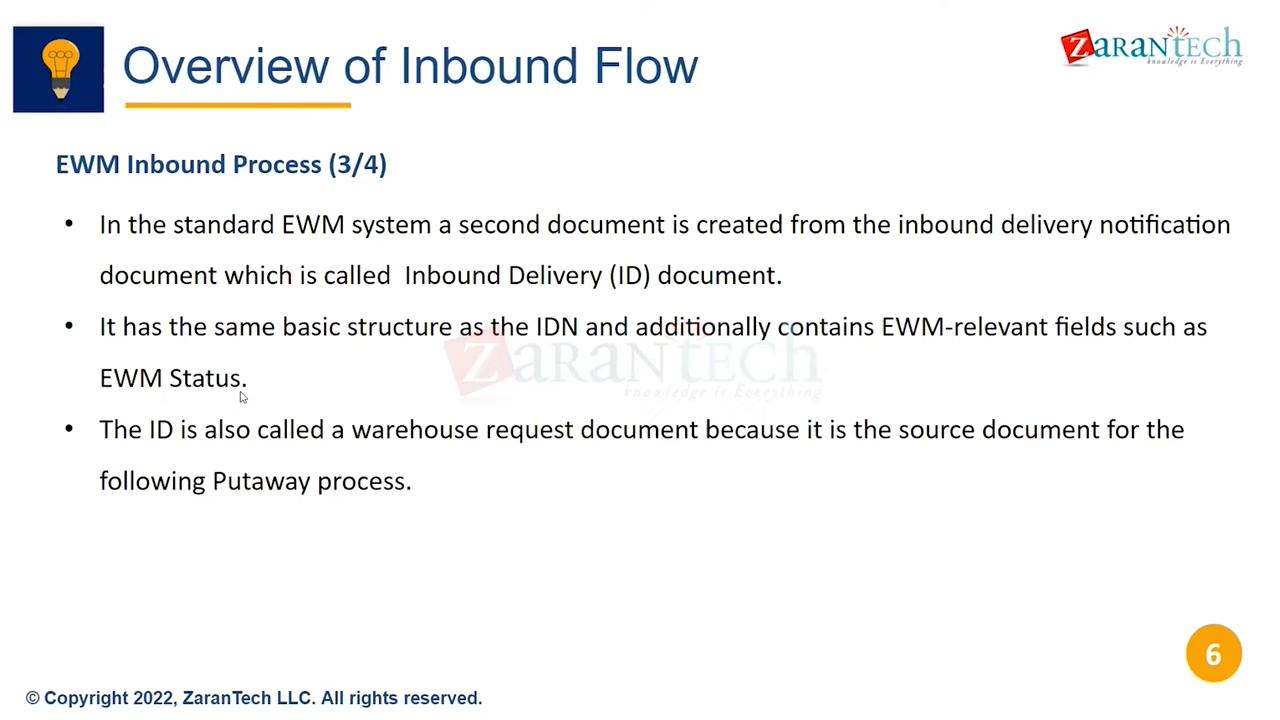 Overview of Inbound Flow
ZARANTECH
knowledge is Everything
EWM Inbound Process (3/4)
• In the standard EWM system a second document is created from the inbound delivery notification
document which is called Inbound Delivery (ID) document.
• It has the same basic structure as the IDN and additionally contains EWM-relevant fields such as
EWM Status.
• The ID is also called a warehouse request document because it is the source document for the
following Putaway process.
ZARANTECH
knowledge is Everything
6
© Copyright 2022, ZaranTech LLC. All rights reserved.